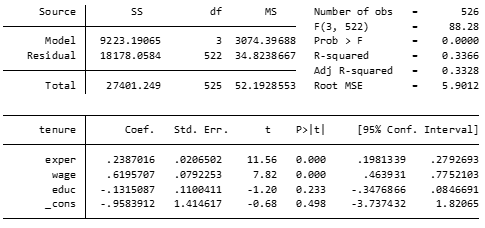 Source SS df MS Number of obs = 526
F(3, 522) = 88.28
Model 9223.19065 3 3074.39688 Prob > F = 0.0000
Residual 18178.0584 522 34.8238667 R-squared = 0.3366
Adj R-squared = 0.3328
Total 27401.249 525 52.1928553 Root MSE = 5.9012
tenure Coef. Std. Err. t P>|t| [95% Conf. Interval]
exper .2387016 .0206502 11.56 0.000 .1981339 .2792693
wage .6195707 .0792253 7.82 0.000 .463931 .7752103
educ -.1315087 .1100411 -1.20 0.233 -.3476866 .0846691
_cons -.9583912 1.414617 -0.68 0.498 -3.737432 1.82065